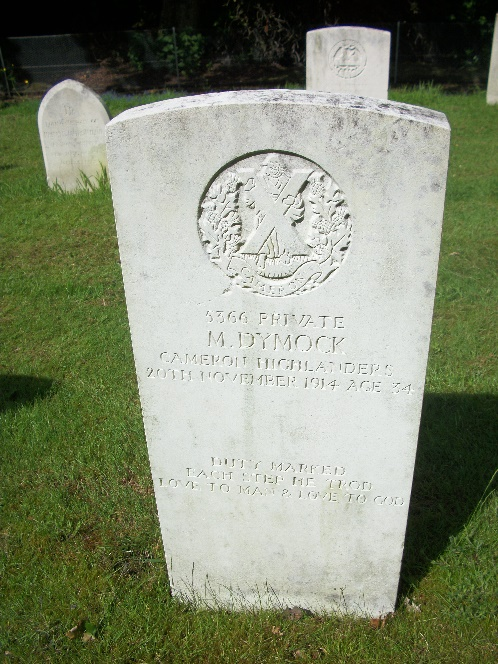 CAMERON
6366 PRIVATE
M. DYMOCK
CAMERON HIGHLANDERS
20TH NOVEMBER 1914 AGE 34
DUTY MARKED
EACH STEP HE TROD
LOVE TO MAN & LOVE TO GOD